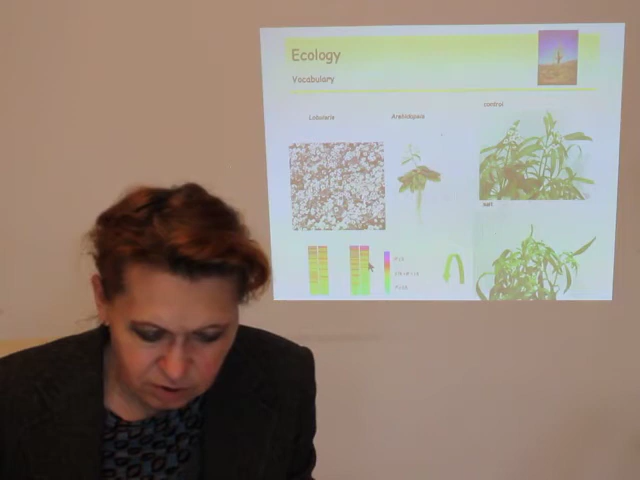 Ecology
Vocabulary
control
Lobularia
Arabidopsis
salt